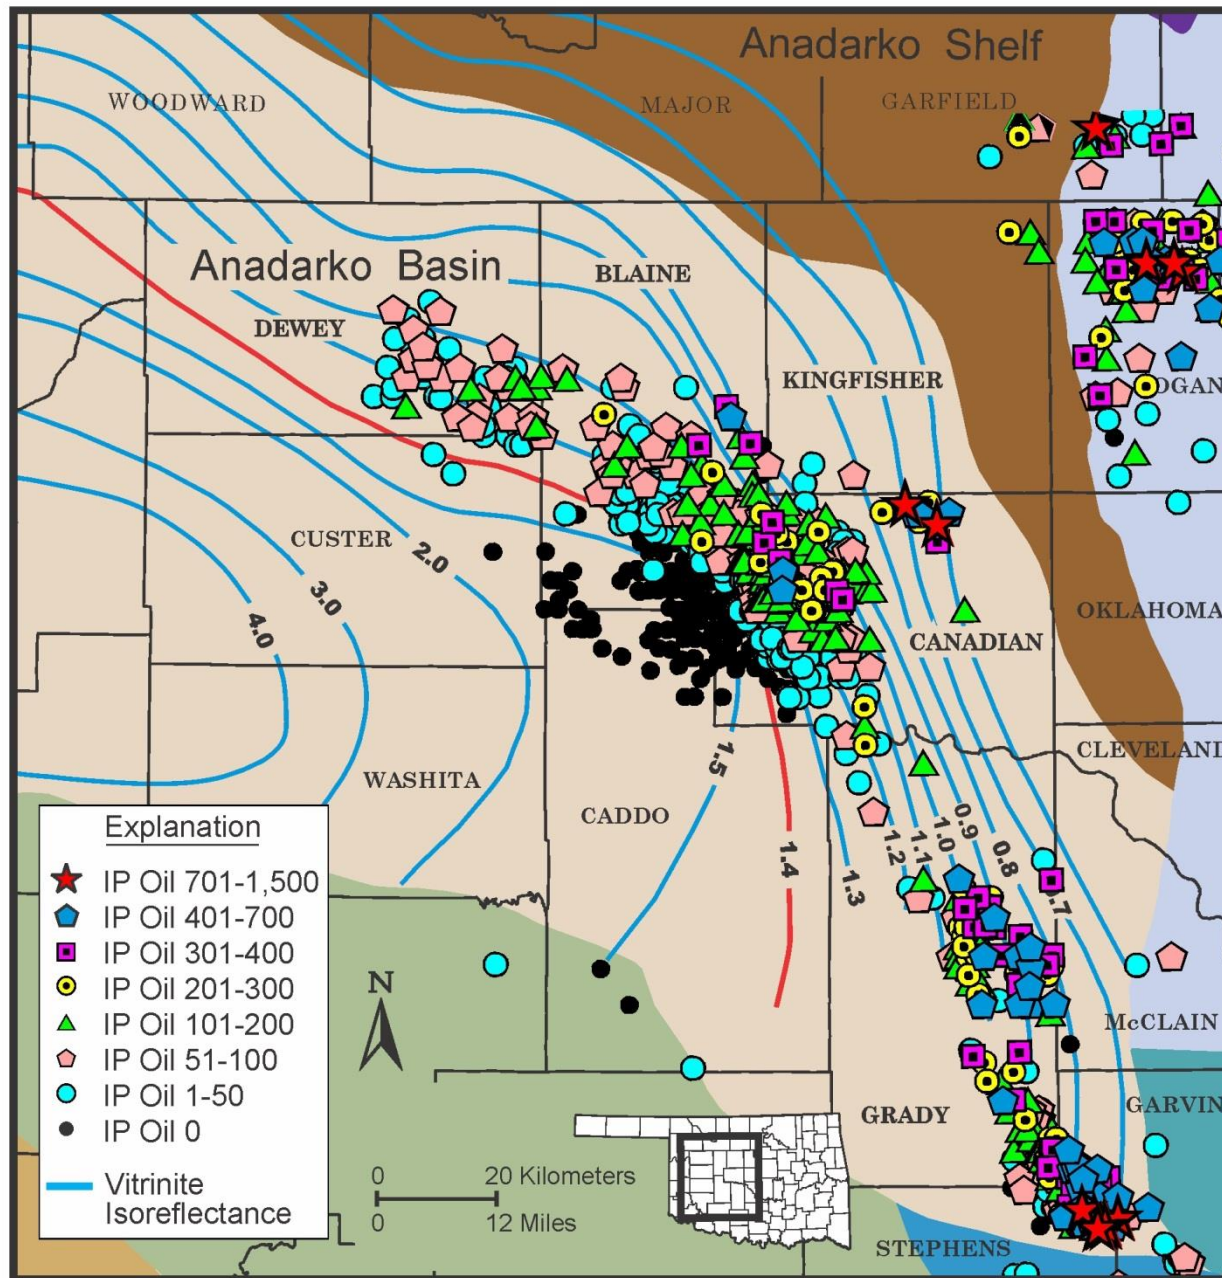 Anadarko Shelf
WOODWARD
MAJOR
GARFIELD
Anadarko Basin
BLAINE
DEWEY
KINGFISHER
OGAN
CUSTER
2.0
3.0
4.0
OKLAHOMA
CANADIAN
CLEVELAND
WASHITA
1.5
CADDO
1.4
1.3
1.2
1.1
1.0
0.9
0.8
0.7
Explanation
IP Oil 701-1,500
IP Oil 401-700
IP Oil 301-400
IP Oil 201-300
IP Oil 101-200
IP Oil 51-100
IP Oil 1-50
IP Oil 0
Vitrinite
Isoreflectance
N
McCLAIN
GRADY
GARVIN
0 20 Kilometers
0 12 Miles
STEPHENS